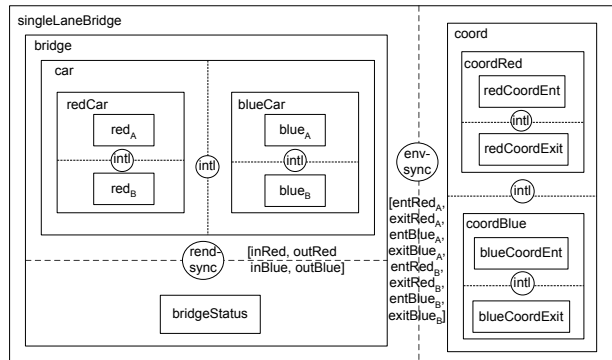 singleLaneBridge
bridge
car
redCar
red_A
intl
red_B
intl
blueCar
blue_A
intl
blue_B
rend-
sync
[inRed, outRed
inBlue, outBlue]
bridgeStatus
env-
sync
[entRed_A,
exitRed_A,
entBlue_A,
exitBlue_A,
entRed_B,
exitRed_B,
entBlue_B,
exitBlue_B]
coord
coordRed
redCoordEnt
intl
redCoordExit
intl
coordBlue
blueCoordEnt
intl
blueCoordExit